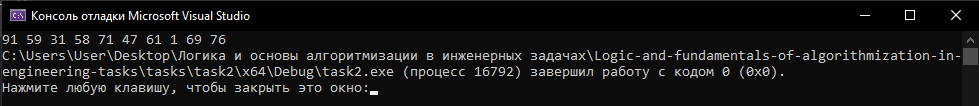 Консоль отладки Microsoft Visual Studio
91 59 31 58 71 47 61 1 69 76
C:\Users\User\Desktop\Логика и основы алгоритмизации в инженерных задачах\Logic-and-fundamentals-of-algorithmization-in-
engineering-tasks\tasks\task2\x64\Debug\task2.exe (процесс 16792) завершил работу с кодом 0 (0x0).
Нажмите любую клавишу, чтобы закрыть это окно: